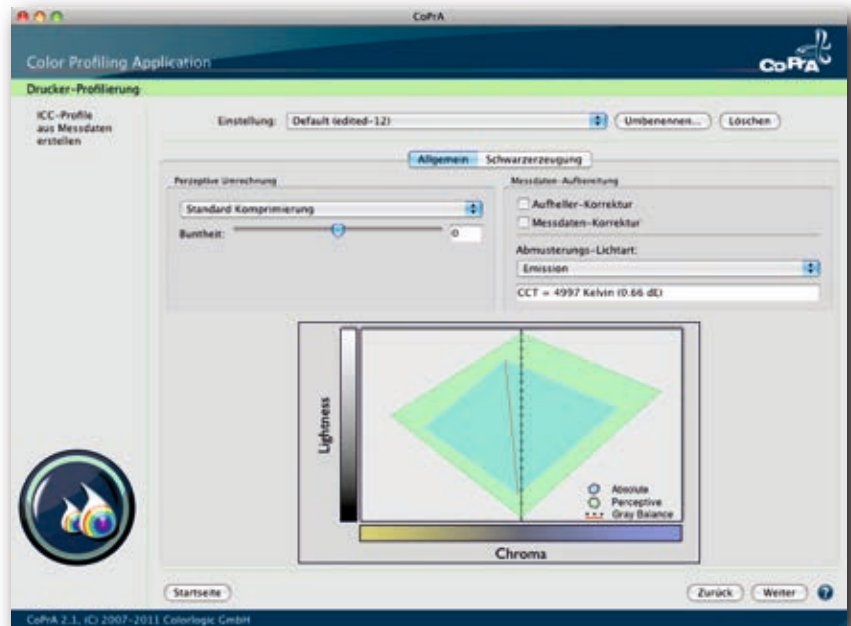 CoPrA
Color Profiling Application
CoPrA
Drucker-Profilierung
ICC-Profile
aus Messdaten
erstellen
Einstellung: Default (edited-12) Umbenennen... Löschen
Allgemein Schwarzerzeugung
Perzeptive Umrechnung
Standard Komprimierung
Buntheit: 0
Messdaten-Aufbereitung
Aufheller-Korrektur
Messdaten-Korrektur
Abmusterungs-Lichtart:
Emission
CCT = 4997 Kelvin (0.66 dE)
Lightness
Absolute
Perceptive
Gray Balance
Chroma
Startseite Zurück Weiter ?
CoPrA 2.1, (C) 2007-2011 Colorlogic GmbH